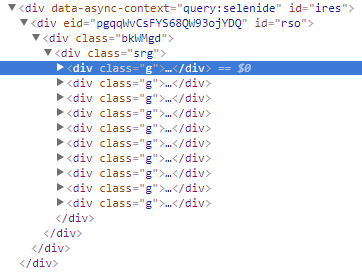 ▼<div data-async-context="query:selenide" id="ires">
▼<div eid="pgqqWvCsFYS68QW93ojYDQ" id="rso">
▼<div class="bkWMgd">
▼<div class="srg">
▶<div class="g">…</div> == $0
▶<div class="g">…</div>
▶<div class="g">…</div>
▶<div class="g">…</div>
▶<div class="g">…</div>
▶<div class="g">…</div>
▶<div class="g">…</div>
▶<div class="g">…</div>
▶<div class="g">…</div>
▶<div class="g">…</div>
</div>
</div>
</div>
</div>